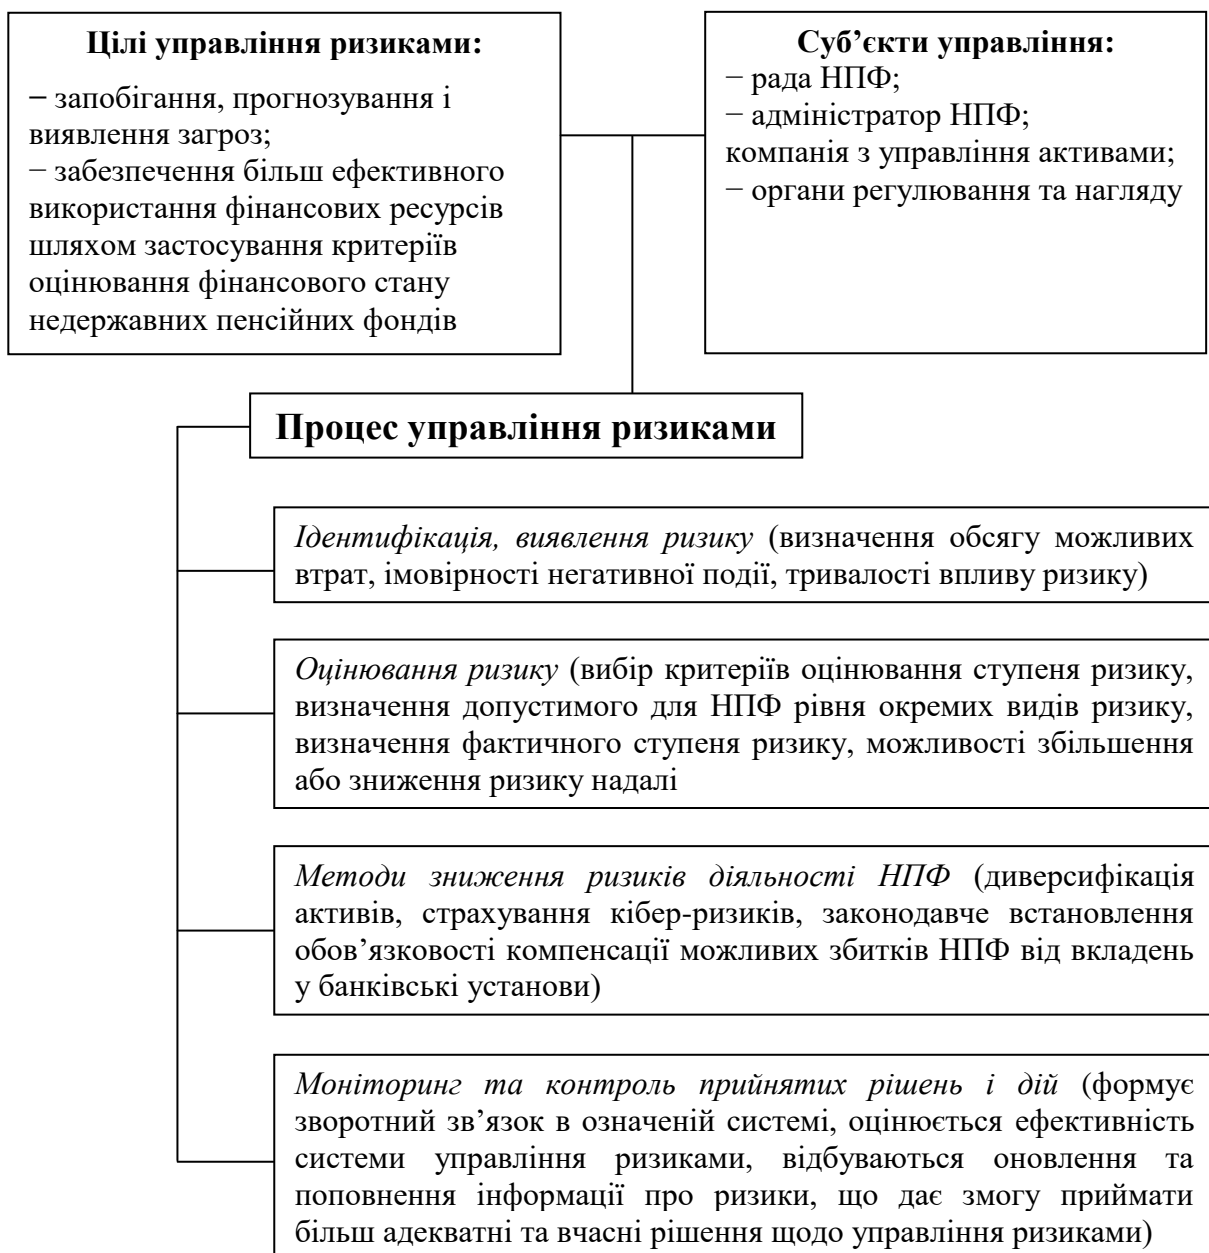 Цілі управління ризиками:
− запобігання, прогнозування і
виявлення загроз;
− забезпечення більш ефективного
використання фінансових ресурсів
шляхом застосування критеріїв
оцінювання фінансового стану
недержавних пенсійних фондів
Суб’єкти управління:
− рада НПФ;
− адміністратор НПФ;
компанія з управління активами;
− органи регулювання та нагляду
Процес управління ризиками
Ідентифікація, виявлення ризику (визначення обсягу можливих
втрат, імовірності негативної події, тривалості впливу ризику)
Оцінювання ризику (вибір критеріїв оцінювання ступеня ризику,
визначення допустимого для НПФ рівня окремих видів ризику,
визначення фактичного ступеня ризику, можливості збільшення
або зниження ризику надалі
Методи зниження ризиків діяльності НПФ (диверсифікація
активів, страхування кібер-ризиків, законодавче встановлення
обов’язковості компенсації можливих збитків НПФ від вкладень
у банківські установи)
Моніторинг та контроль прийнятих рішень і дій (формує
зворотний зв’язок в означеній системі, оцінюється ефективність
системи управління ризиками, відбуваються оновлення та
поповнення інформації про ризики, що дає змогу приймати
більш адекватні та вчасні рішення щодо управління ризиками)